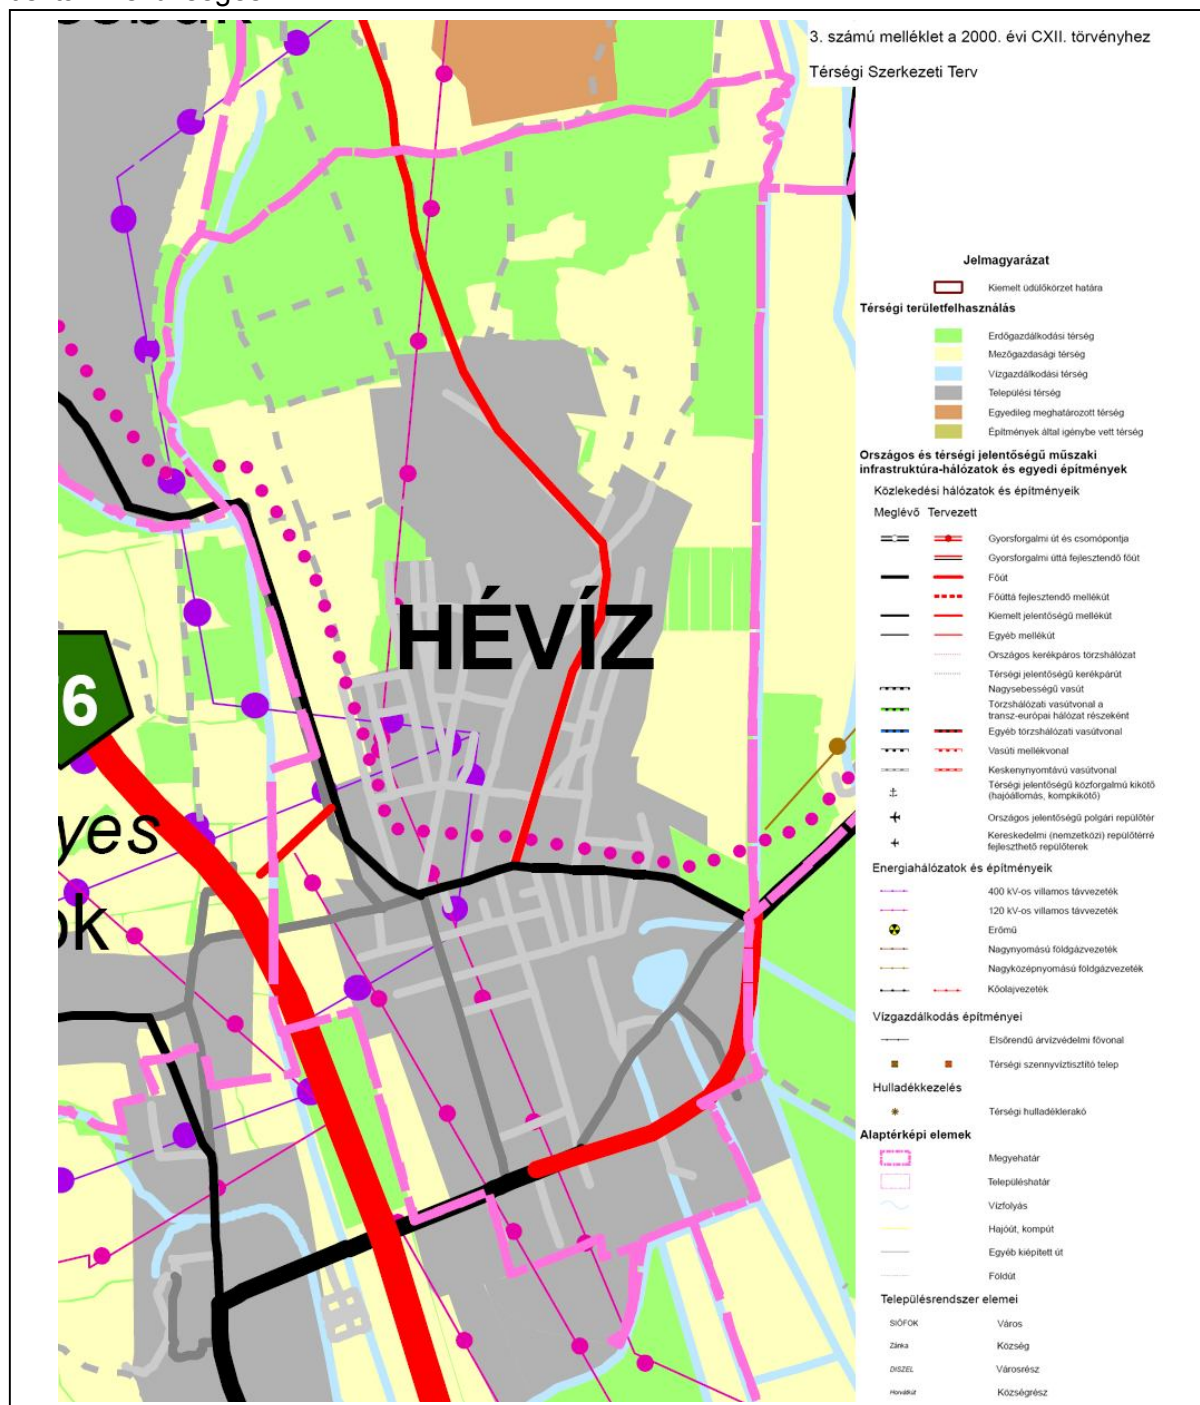 3. számú melléklet a 2000. évi CXII. törvényhez
Térségi Szerkezeti Terv
HÉVÍZ
6
yes
ok
Jelmagyarázat
Kiemelt üdülőkörzet határa
Térségi területfelhasználás
Erdőgazdálkodási térség
Mezőgazdasági térség
Vízgazdálkodási térség
Települési térség
Egyedileg meghatározott térség
Építmények által igénybe vett térség
Országos és térségi jelentőségű műszaki
infrastruktúra-hálózatok és egyedi építmények
Közlekedési hálózatok és építményeik
Meglévő Tervezett
Gyorsforgalmi út és csomópontja
Gyorsforgalmi úttá fejlesztendő főút
Főút
Főúttá fejlesztendő mellékút
Kiemelt jelentőségű mellékút
Egyéb mellékút
Országos kerékpáros törzshálózat
Térségi jelentőségű kerékpárút
Nagysebességű vasút
Törzshálózati vasútvonal a
transz-európai hálózat részeként
Egyéb törzshálózati vasútvonal
Vasúti mellékvonal
Keskenynyomtávú vasútvonal
Térségi jelentőségű közforgalmú kikötő
(hajóállomás, kompkikötő)
Országos jelentőségű polgári repülőtér
Kereskedelmi (nemzetközi) repülőtérré
fejleszthető repülőterek
Energiahálózatok és építményeik
400 kV-os villamos távvezeték
120 kV-os villamos távvezeték
Erőmű
Nagynyomású földgázvezeték
Nagyközépnyomású földgázvezeték
Kőolajvezeték
Vízgazdálkodás építményei
Elsőrendű árvízvédelmi fővonal
Térségi szennyvíztisztító telep
Hulladékkezelés
Térségi hulladéklerakó
Alaptérképi elemek
Megyehatár
Településhatár
Vízfolyás
Hajóút, kompút
Egyéb kiépített út
Földút
Településrendszer elemei
SIÓFOK Város
Zánka Község
DISZEL Városrész
Horvátkút Községrész